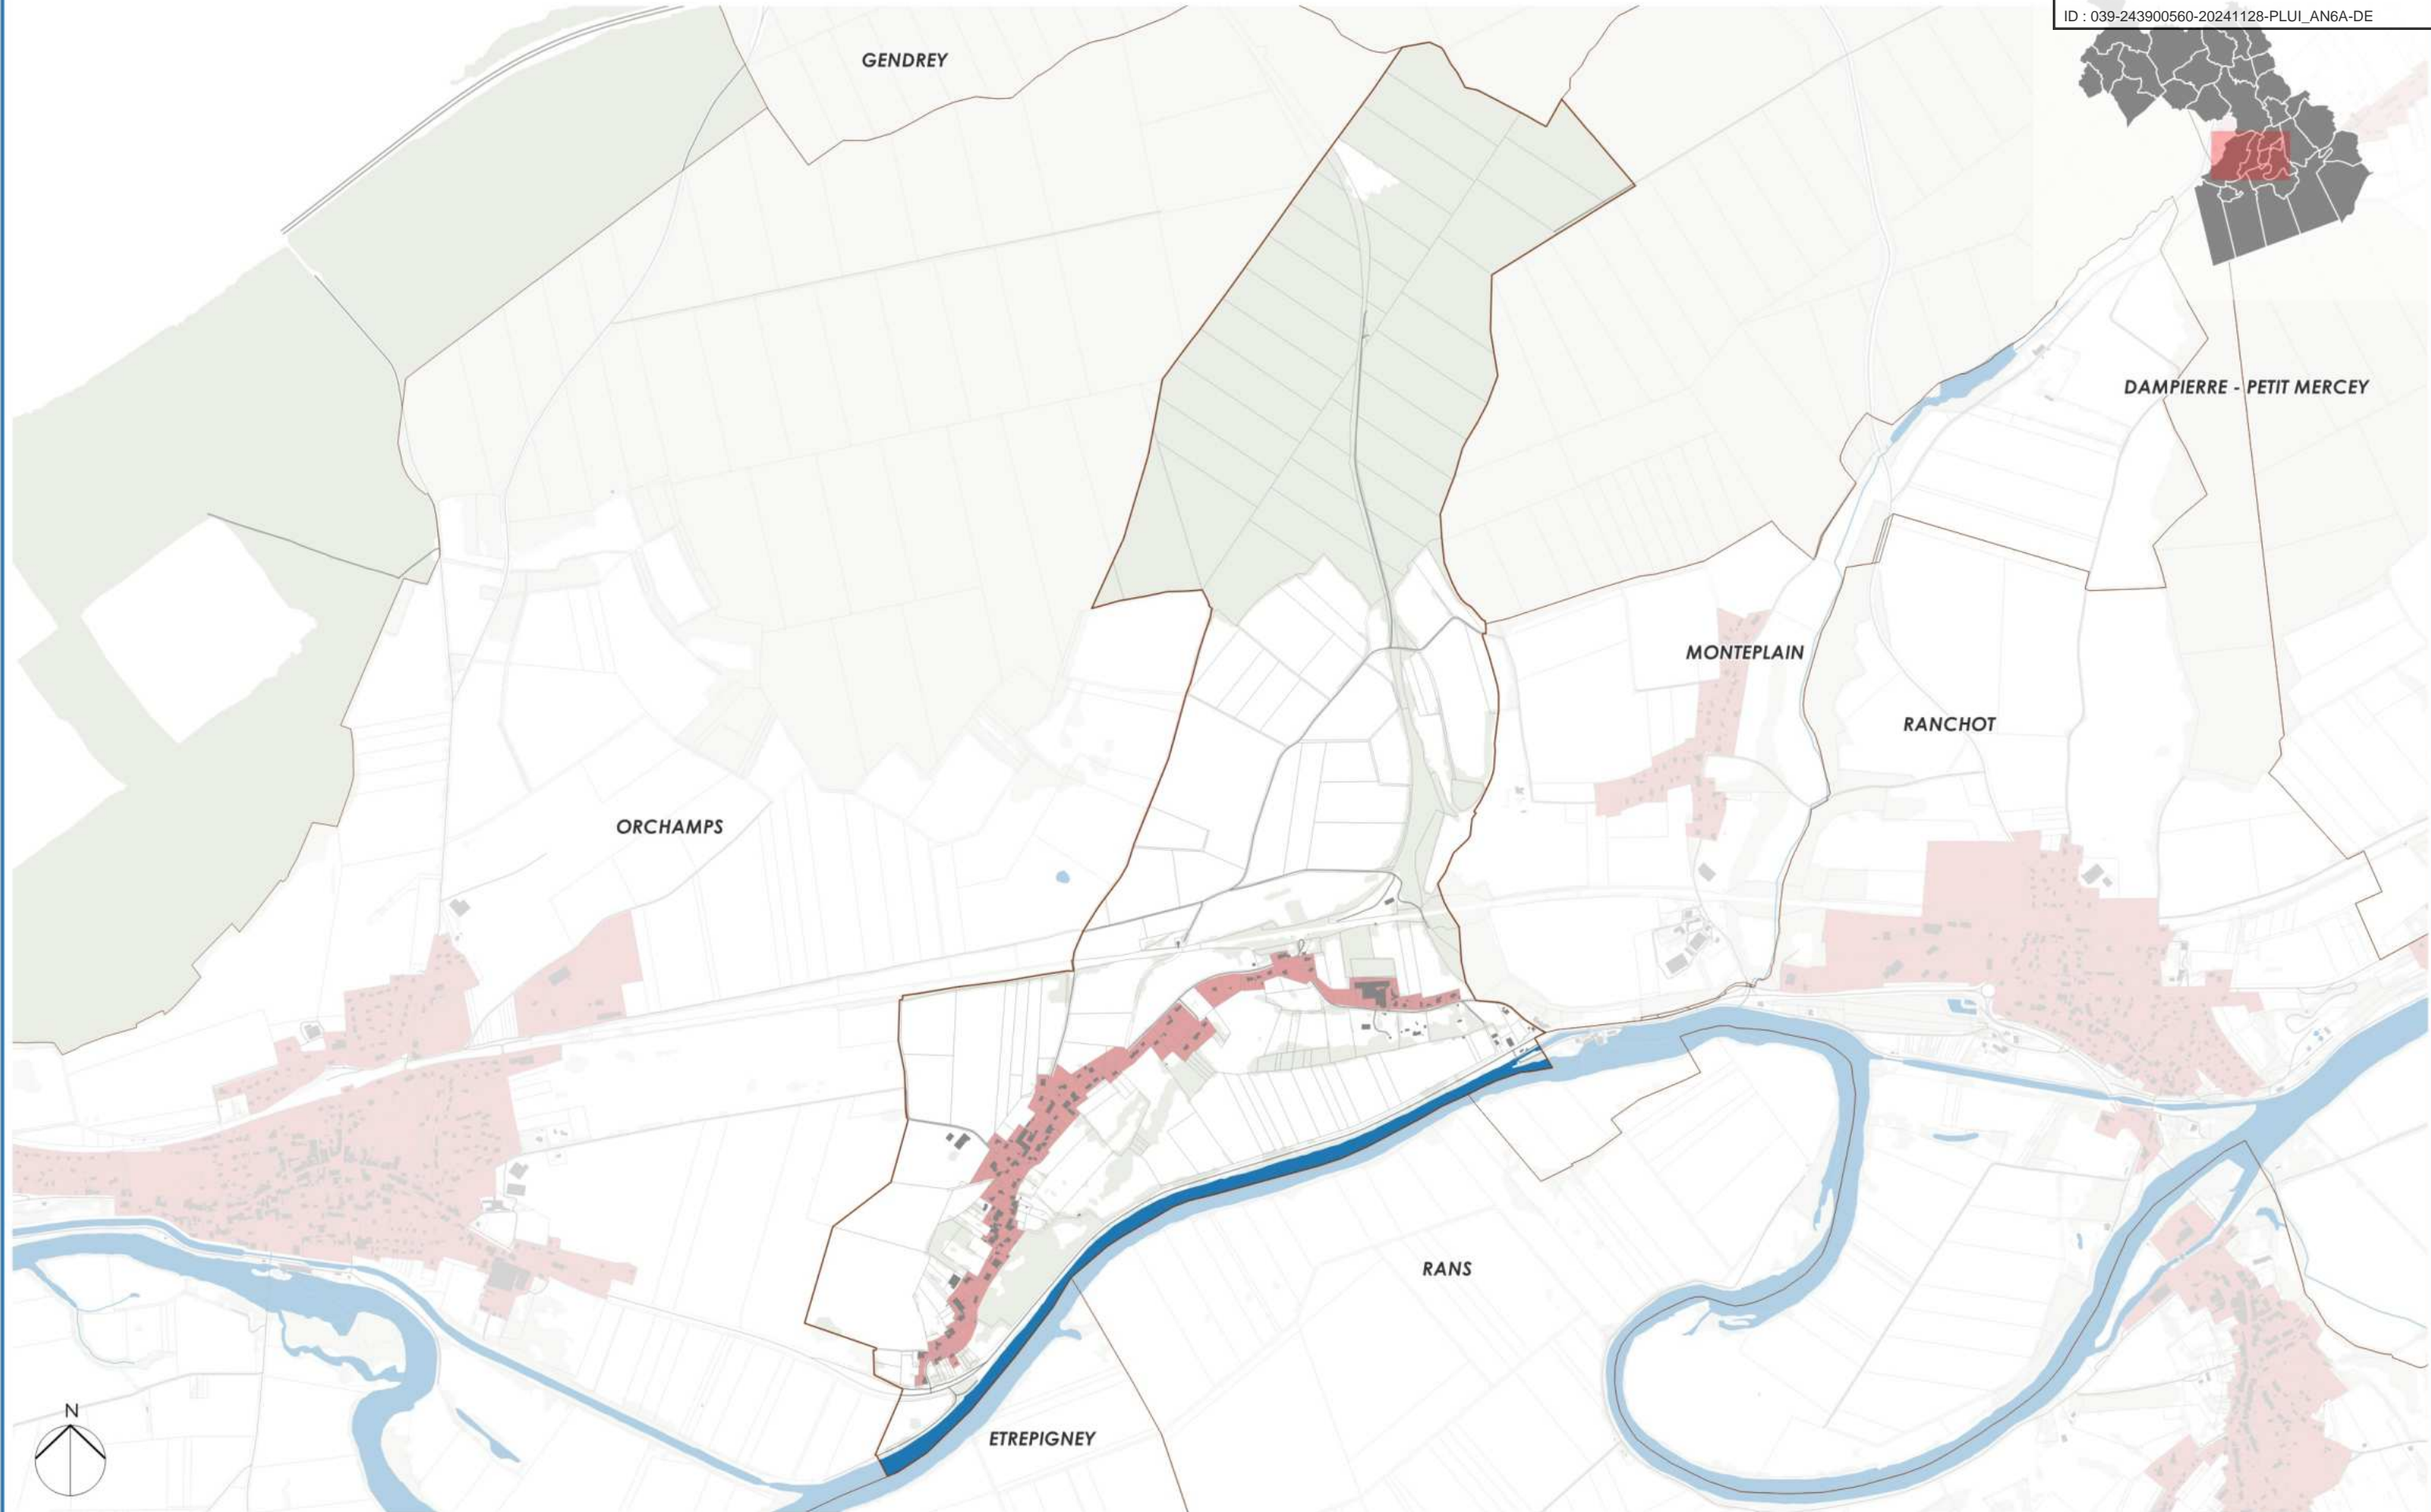 ID : 039-243900560-20241128-PLUI_AN6A-DE
GENDREY
DAMPIERRE - PETIT MERCEY
MONTEPLAIN
RANCHOT
ORCHAMPS
RANS
N
ETREPIGNEY